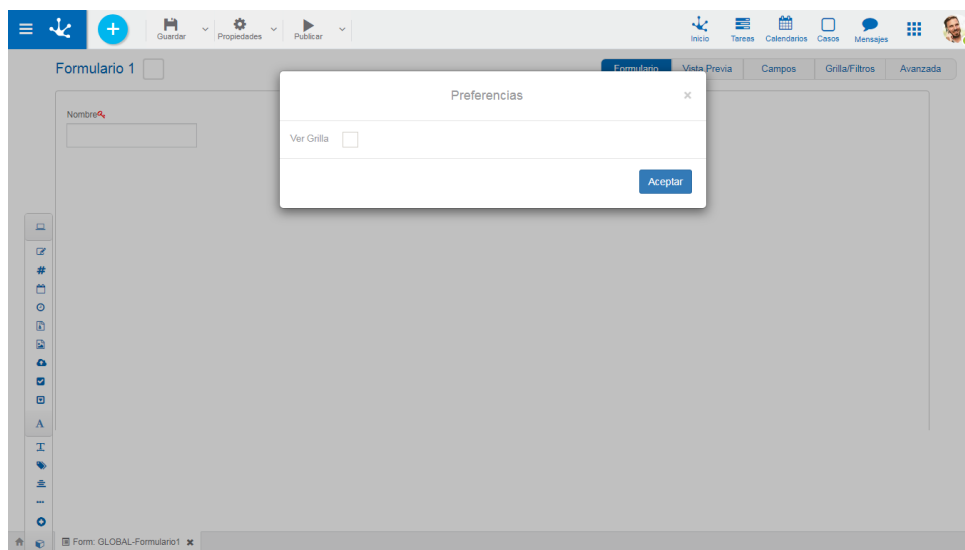 Guardar
Propiedades
Publicar
Inicio
Tareas
Calendarios
Casos
Mensajes
Formulario 1
Formulario
Vista Previa
Campos
Grilla/Filtros
Avanzada
Preferencias
×
Nombre
Ver Grilla
Aceptar
Form: GLOBAL-Formulario1